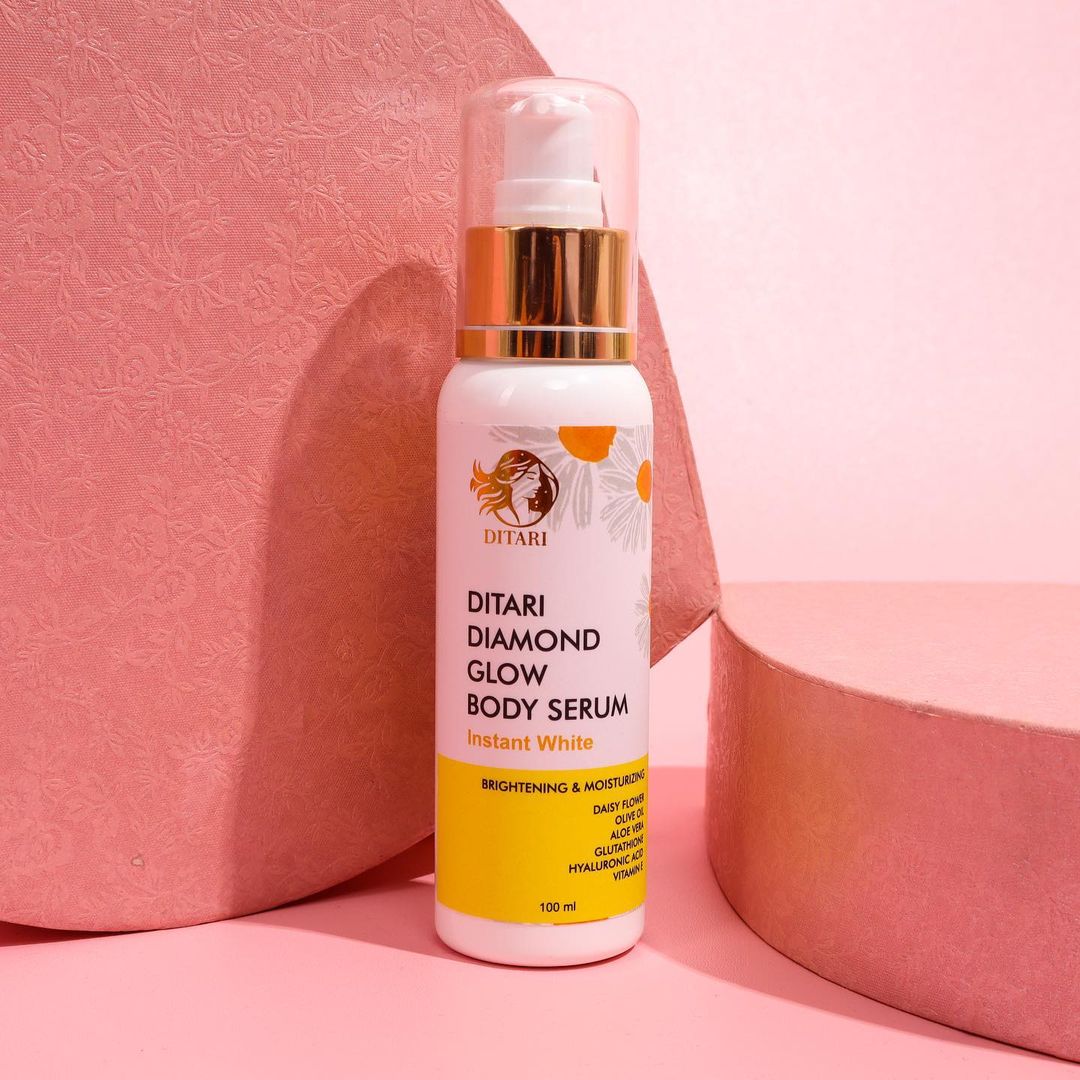 DITARI
DITARI
DIAMOND
GLOW
BODY SERUM
Instant White
BRIGHTENING & MOISTURIZING
DAISY FLOWER
OLIVE OIL
ALOE VERA
GLUTATHIONE
HYALURONIC ACID
VITAMIN E
100 ml